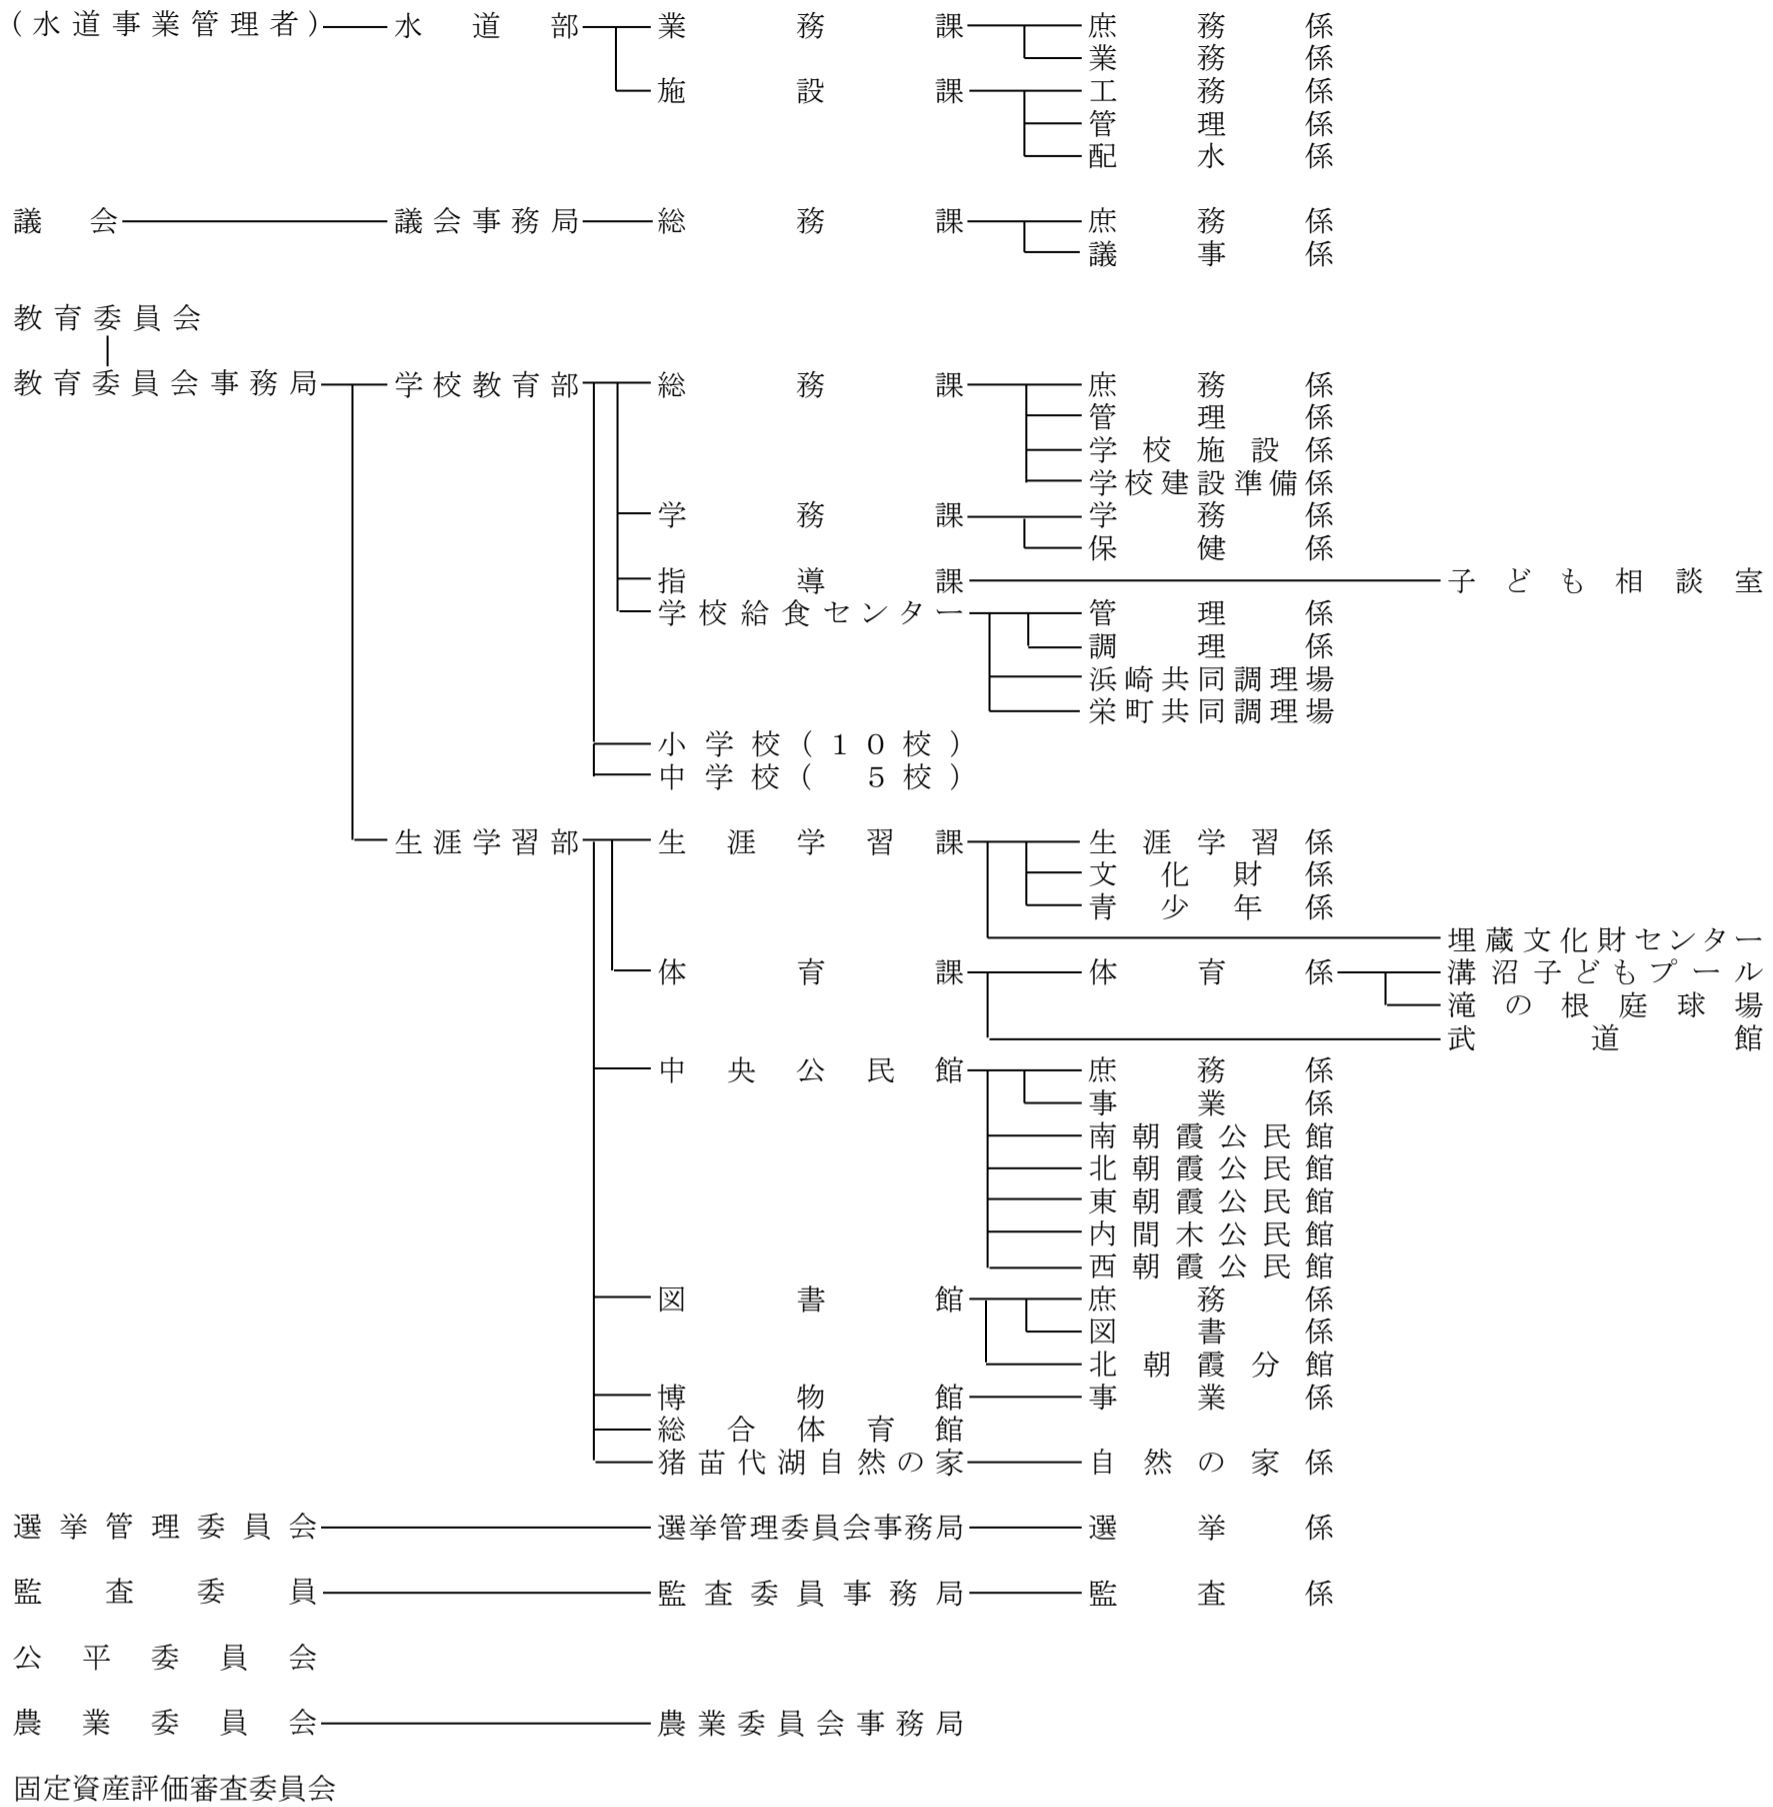 (水道事業管理者) 水道部 業務課 庶務係
業務係
施設課 工務係
管理係
配水係
議会 議会事務局 総務課 庶務係
議事係
教育委員会
教育委員会事務局 学校教育部 総務課 庶務係
管理係
学校施設係
学校建設準備係
学務課 学務係
保健係
指導課 子ども相談室
学校給食センター 管理係
調理係
浜崎共同調理場
栄町共同調理場
小学校(10校)
中学校( 5校)
生涯学習部 生涯学習課 生涯学習係
文化財係
青少年係
埋蔵文化財センター
体育課 体育係 溝沼子どもプール
滝の根庭球場
武道館
中央公民館 庶務係
事業係
南朝霞公民館
北朝霞公民館
東朝霞公民館
内間木公民館
西朝霞公民館
図書館 庶務係
図書係
北朝霞分館
博物館 事業係
総合体育館
猪苗代湖自然の家 自然の家係
選挙管理委員会 選挙管理委員会事務局 選挙係
監査委員 監査委員事務局 監査係
公平委員会
農業委員会 農業委員会事務局
固定資産評価審査委員会